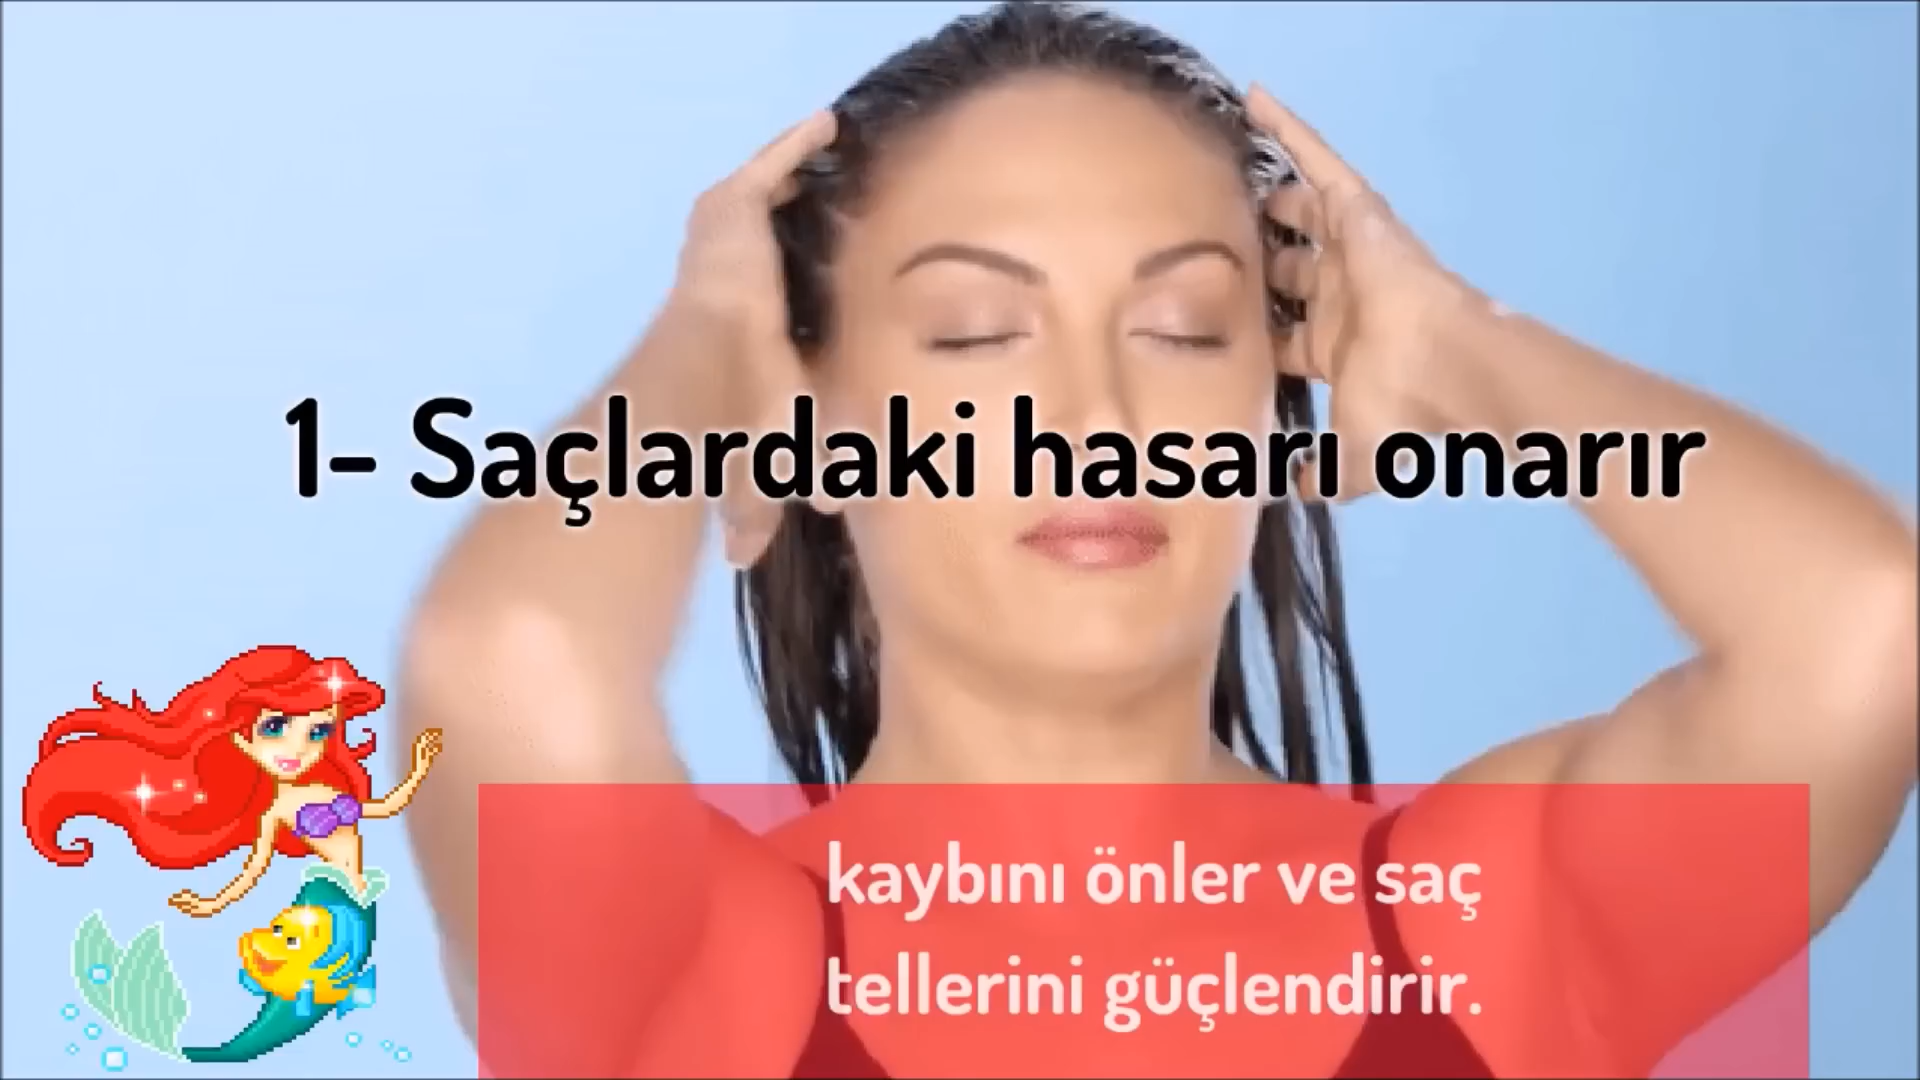 1- Saçlardaki hasarı onarır
kaybını önler ve saç
tellerini güçlendirir.